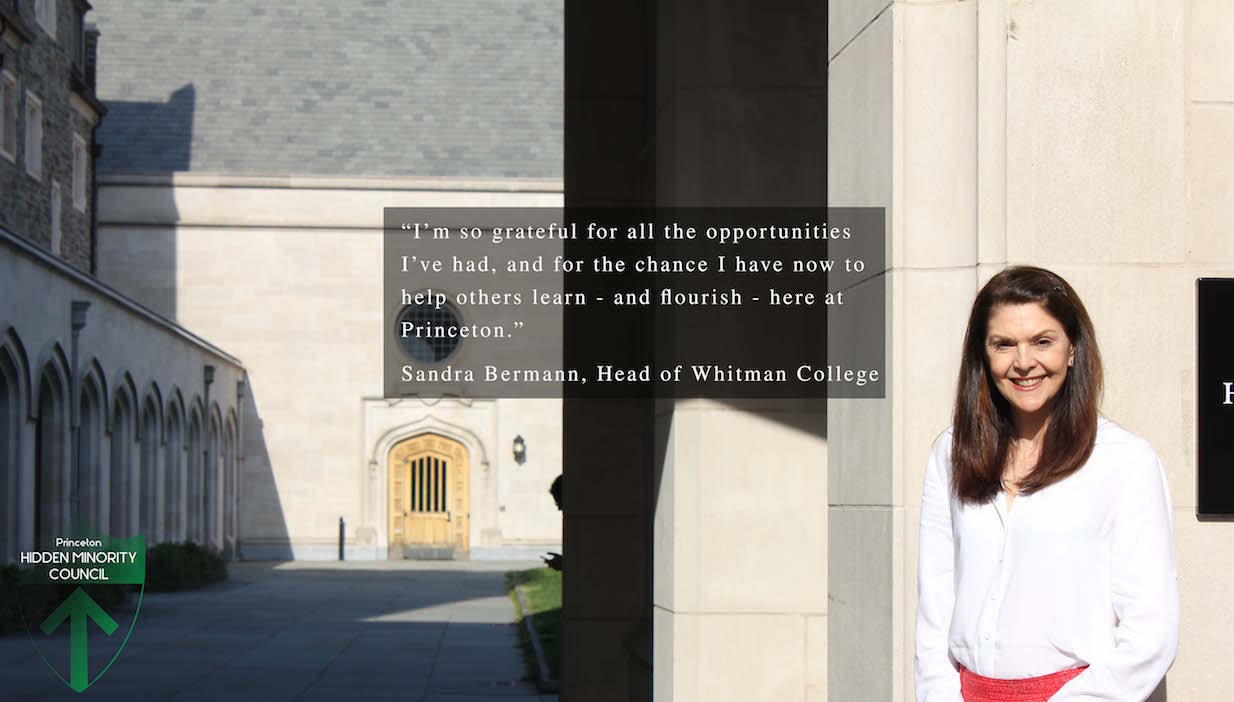 “I’m so grateful for all the opportunities
I’ve had, and for the chance I have now to
help others learn - and flourish - here at
Princeton.”
Sandra Bermann, Head of Whitman College
H
Princeton
HIDDEN MINORITY
COUNCIL